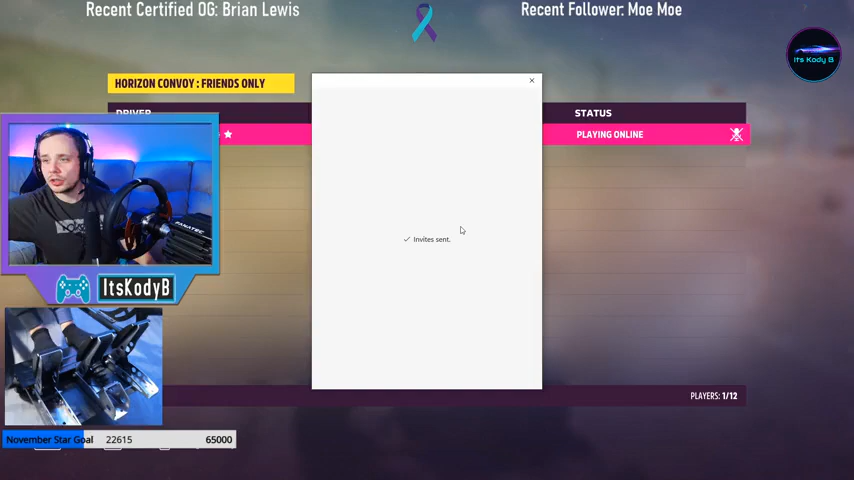 Recent Certified OG: Brian Lewis
Recent Follower: Moe Moe
Its Kody B
HORIZON CONVOY : FRIENDS ONLY
DRIVER
STATUS
PLAYING ONLINE
Invites sent.
FANATEC
ItsKodyB
PLAYERS: 1/12
November Star Goal 22615 65000